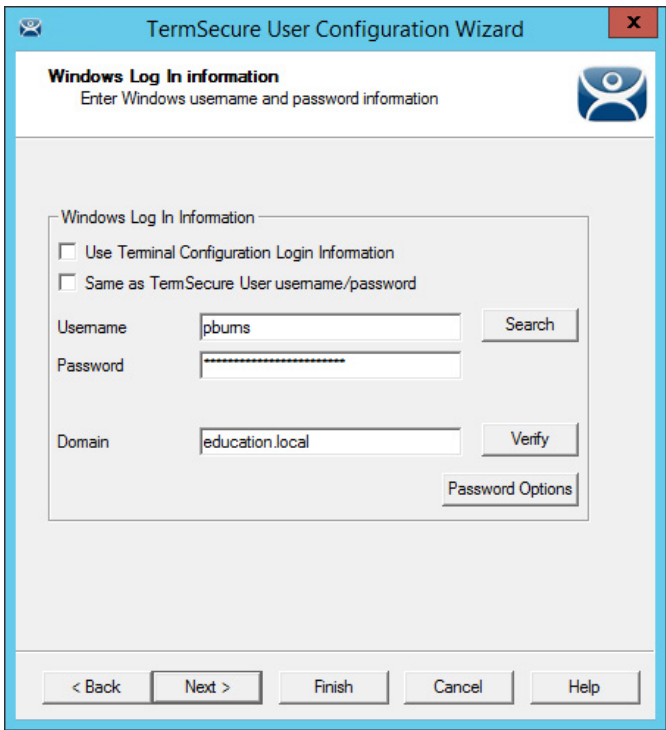 TermSecure User Configuration Wizard
x
Windows Log In information
Enter Windows username and password information
Windows Log In Information
Use Terminal Configuration Login Information
Same as TermSecure User username/password
Username pburns Search
Password ************************
Domain education.local Verify
Password Options
< Back Next > Finish Cancel Help